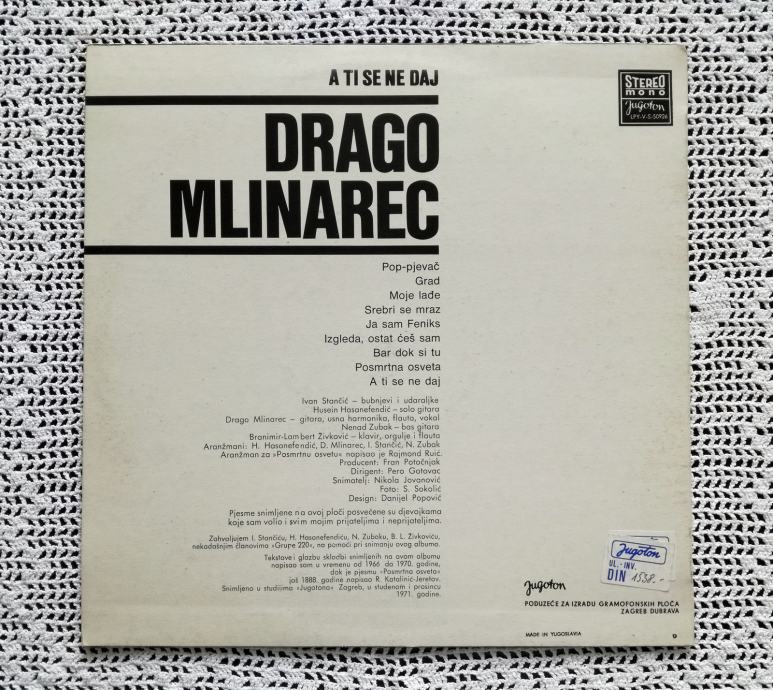 A TI SE NE DAJ
DRAGO
MLINAREC
STEREO
mono
Jugoton
LPY-V-S-50926
Pop-pjevač
Grad
Moje lađe
Srebri se mraz
Ja sam Feniks
Izgleda, ostat ćeš sam
Bar dok si tu
Posmrtna osveta
A ti se ne daj
Ivan Stančić – bubnjevi i udaraljke
Husein Hasanefendić – solo gitara
Drago Mlinarec – gitara, usna harmonika, flauta, vokal
Nenad Zubak – bas gitara
Branimir-Lambert Živković – klavir, orgulje i flauta
Aranžmani: H. Hasanefendić, D. Mlinarec, I. Stančić, N. Zubak
Aranžman za »Posmrtnu osvetu« napisao je Rajmond Ruić.
Producent: Fran Potočnjak
Dirigent: Pero Gotovac
Snimatelj: Nikola Jovanović
Foto: S. Sokolić
Design: Danijel Popović
Pjesme snimljene na ovoj ploči posvećene su djevojkama
koje sam volio i svim mojim prijateljima i neprijateljima.
Zahvaljujem I. Stančiću, H. Hasanefendiću, N. Zubaku, B. L. Živkoviću,
nekadašnjim članovima »Grupe 220«, na pomoći pri snimanju ovog albuma.
Tekstove i glazbu skladbi snimljenih na ovom albumu
napisao sam u vremenu od 1966 do 1970. godine,
dok je pjesmu »Posmrtna osveta«
još 1888. godine napisao R. Katalinić-Jeretov.
Snimljeno u studijima »Jugotona« Zagreb, u studenom i prosincu
1971. godine.
Jugoton
UL.-INV.
DIN 1538.-
Jugoton
PODUZEĆE ZA IZRADU GRAMOFONSKIH PLOČA
ZAGREB DUBRAVA
MADE IN YUGOSLAVIA
9